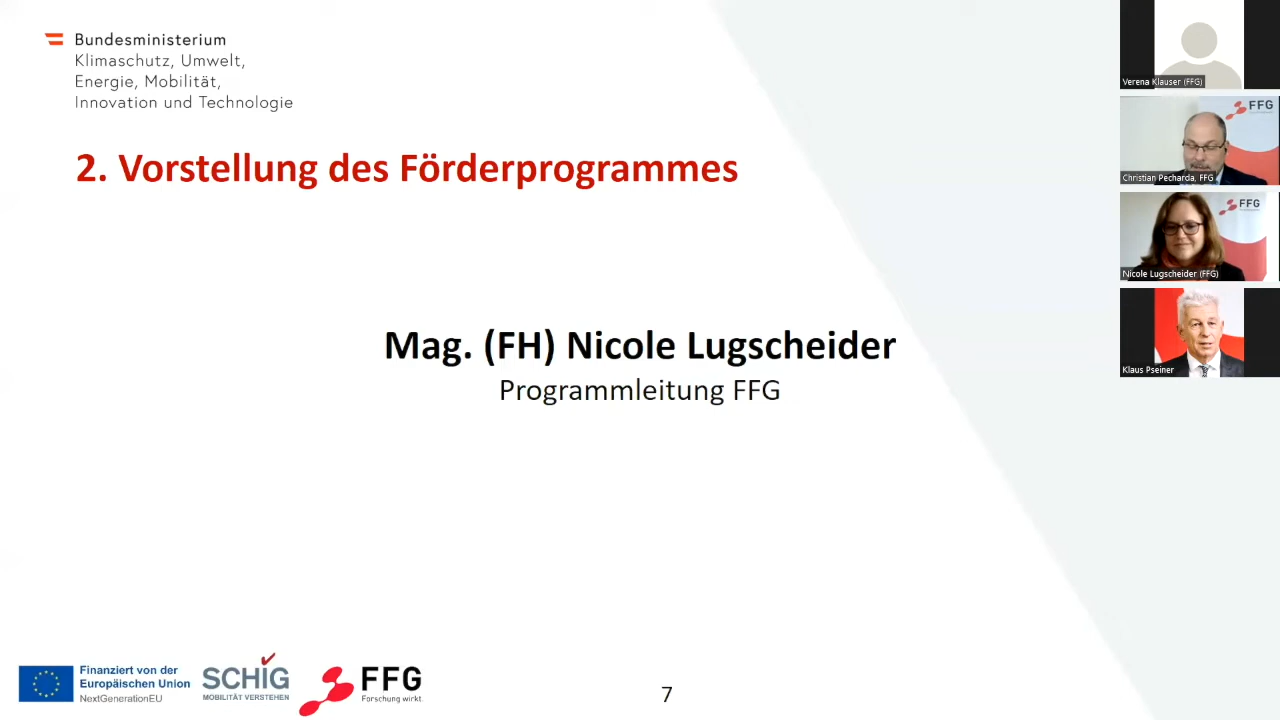 Bundesministerium
Klimaschutz, Umwelt,
Energie, Mobilität,
Innovation und Technologie
2. Vorstellung des Förderprogrammes
Mag. (FH) Nicole Lugscheider
Programmleitung FFG
Finanziert von der
Europäischen Union
NextGenerationEU
SCHIG
MOBILITÄT VERSTEHEN
FFG
Forschung wirkt.
7
Verena Klauser (FFG)
FFG
Christian Pecharda, FFG
FFG
Nicole Lugscheider (FFG)
Klaus Pseiner